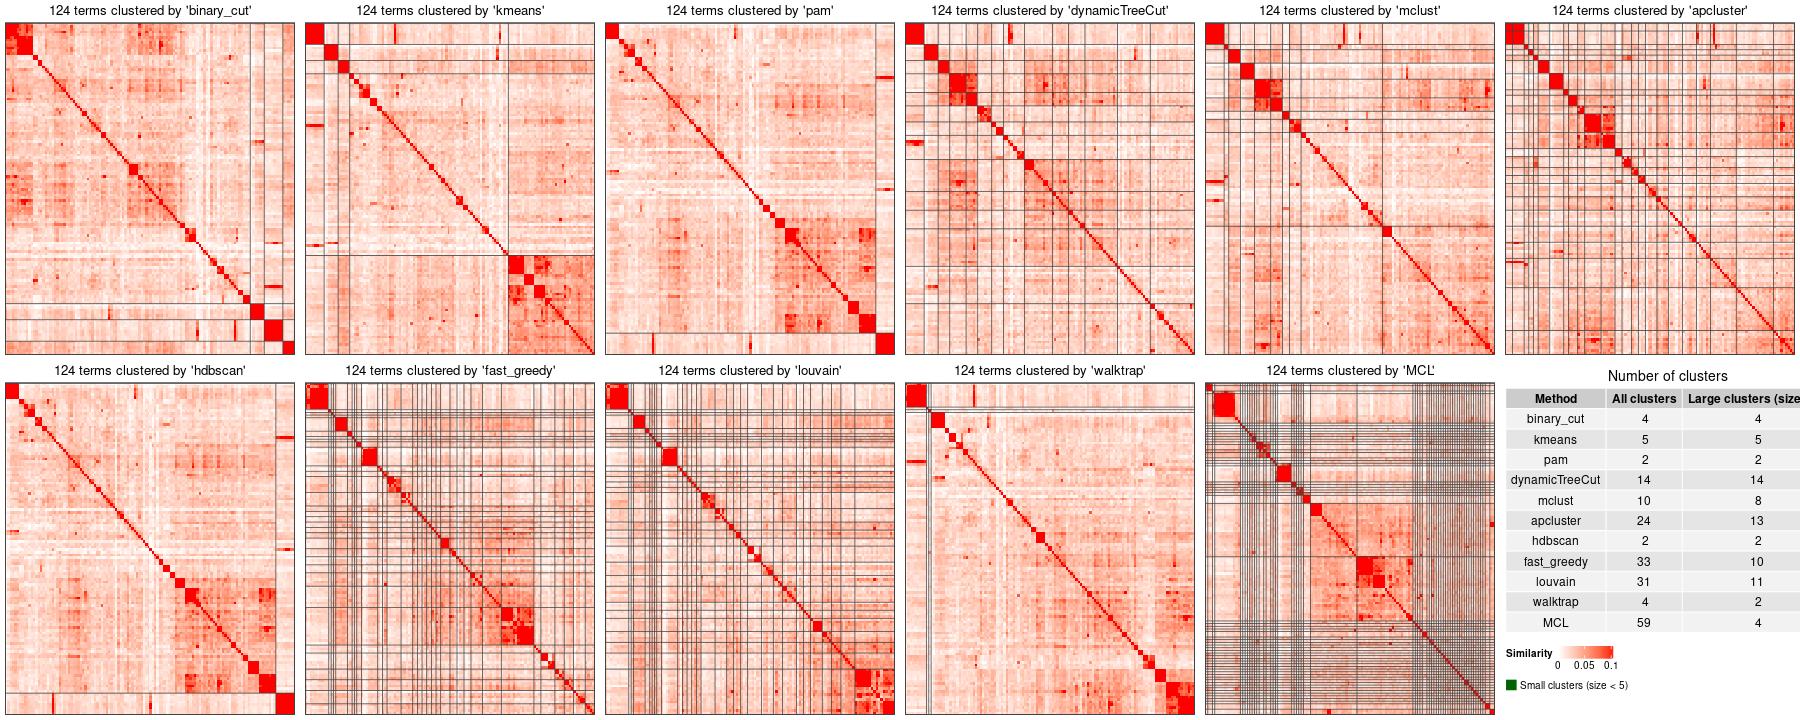 124 terms clustered by 'binary_cut'
124 terms clustered by 'kmeans'
124 terms clustered by 'pam'
124 terms clustered by 'dynamicTreeCut'
124 terms clustered by 'mclust'
124 terms clustered by 'apcluster'
124 terms clustered by 'hdbscan'
124 terms clustered by 'fast_greedy'
124 terms clustered by 'louvain'
124 terms clustered by 'walktrap'
124 terms clustered by 'MCL'
Number of clusters
Method All clusters Large clusters (size
binary_cut 4 4
kmeans 5 5
pam 2 2
dynamicTreeCut 14 14
mclust 10 8
apcluster 24 13
hdbscan 2 2
fast_greedy 33 10
louvain 31 11
walktrap 4 2
MCL 59 4
Similarity
0 0.05 0.1
Small clusters (size < 5)